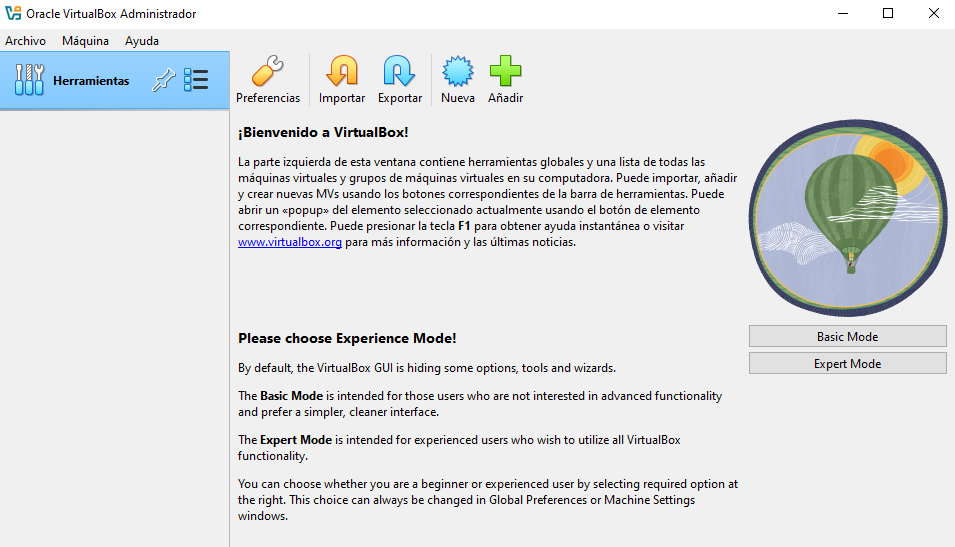 Oracle VirtualBox Administrador
Archivo Máquina Ayuda
Herramientas
Preferencias Importar Exportar Nueva Añadir
¡Bienvenido a VirtualBox!
La parte izquierda de esta ventana contiene herramientas globales y una lista de todas las
máquinas virtuales y grupos de máquinas virtuales en su computadora. Puede importar, añadir
y crear nuevas MVs usando los botones correspondientes de la barra de herramientas. Puede
abrir un «popup» del elemento seleccionado actualmente usando el botón de elemento
correspondiente. Puede presionar la tecla F1 para obtener ayuda instantánea o visitar
www.virtualbox.org para más información y las últimas noticias.
Please choose Experience Mode!
By default, the VirtualBox GUI is hiding some options, tools and wizards.
The Basic Mode is intended for those users who are not interested in advanced functionality
and prefer a simpler, cleaner interface.
The Expert Mode is intended for experienced users who wish to utilize all VirtualBox
functionality.
You can choose whether you are a beginner or experienced user by selecting required option at
the right. This choice can always be changed in Global Preferences or Machine Settings
windows.
Basic Mode
Expert Mode